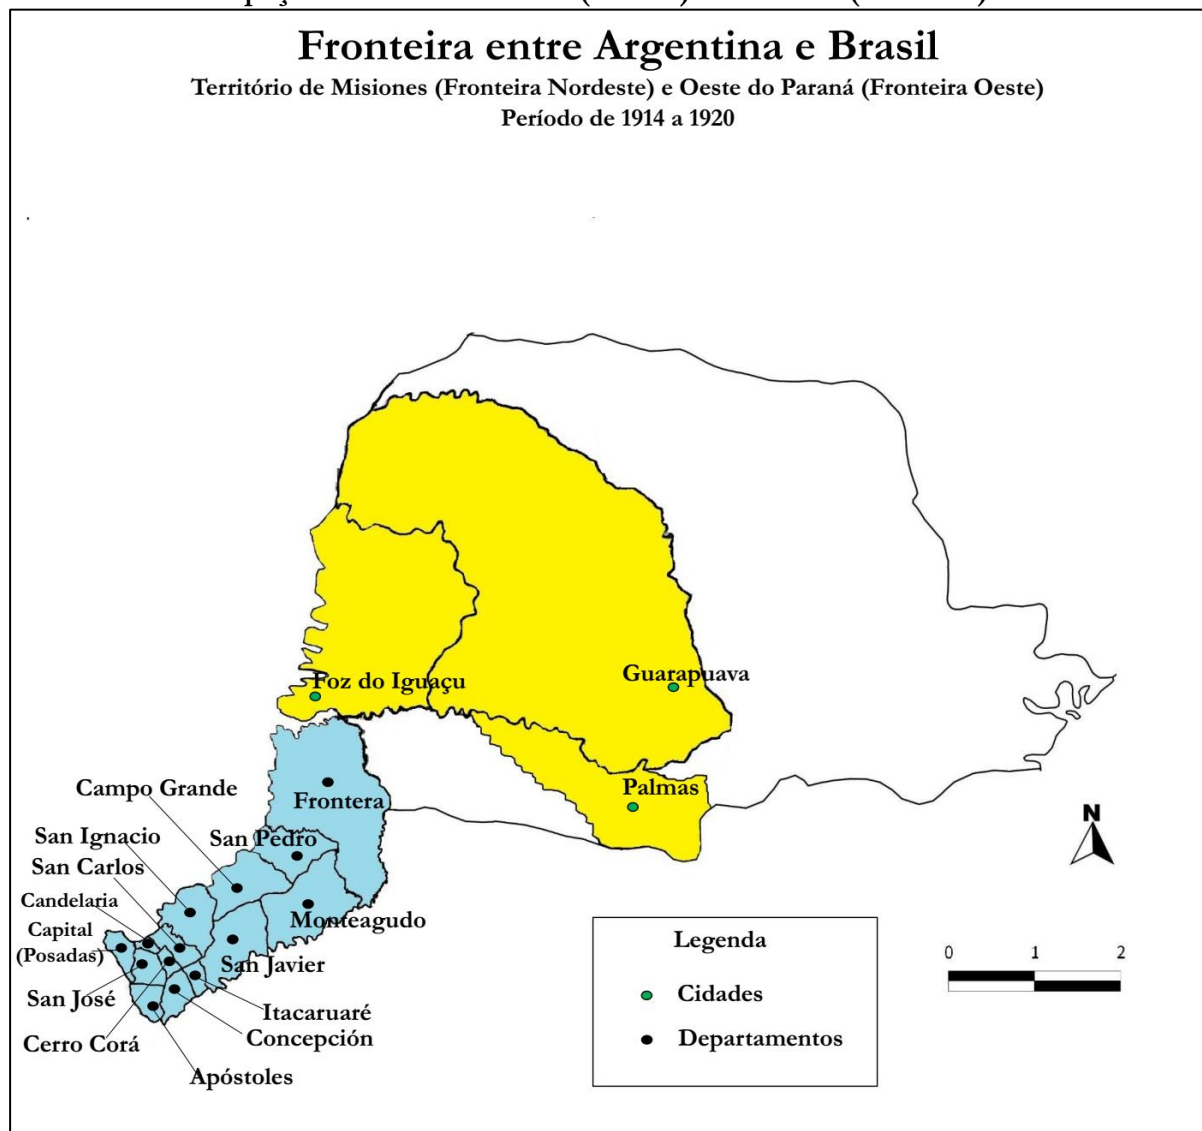 Fronteira entre Argentina e Brasil
Território de Misiones (Fronteira Nordeste) e Oeste do Paraná (Fronteira Oeste)
Período de 1914 a 1920
Foz do Iguaçu
Guarapuava
Palmas
Campo Grande
Frontera
San Ignacio
San Pedro
San Carlos
Candelaria
Monteagudo
Capital
(Posadas)
San Javier
San José
Itacaruaré
Cerro Corá
Concepción
Apóstoles
N
Legenda
Cidades
Departamentos
0 1 2